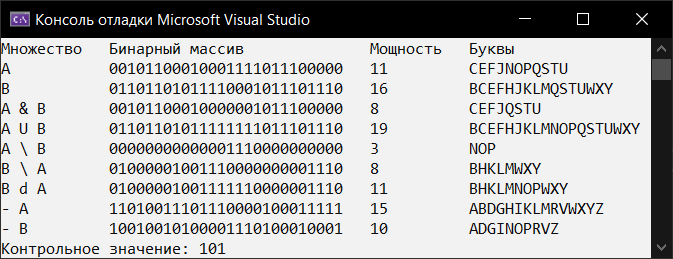 Консоль отладки Microsoft Visual Studio
Множество Бинарный массив Мощность Буквы
A 00101100010001111011100000 11 CEFJNOPQSTU
B 01101101011110001011101110 16 BCEFHJKLMQSTUWXY
A & B 00101100010000001011100000 8 CEFJQSTU
A U B 01101101011111111011101110 19 BCEFHJKLMNOPQSTUWXY
A \ B 00000000000001110000000000 3 NOP
B \ A 01000001001110000000001110 8 BHKLMWXY
B d A 01000001001111110000001110 11 BHKLMNOPWXY
- A 11010011101110000100011111 15 ABDGHIKLMRVWXYZ
- B 10010010100001110100010001 10 ADGINOPRVZ
Контрольное значение: 101